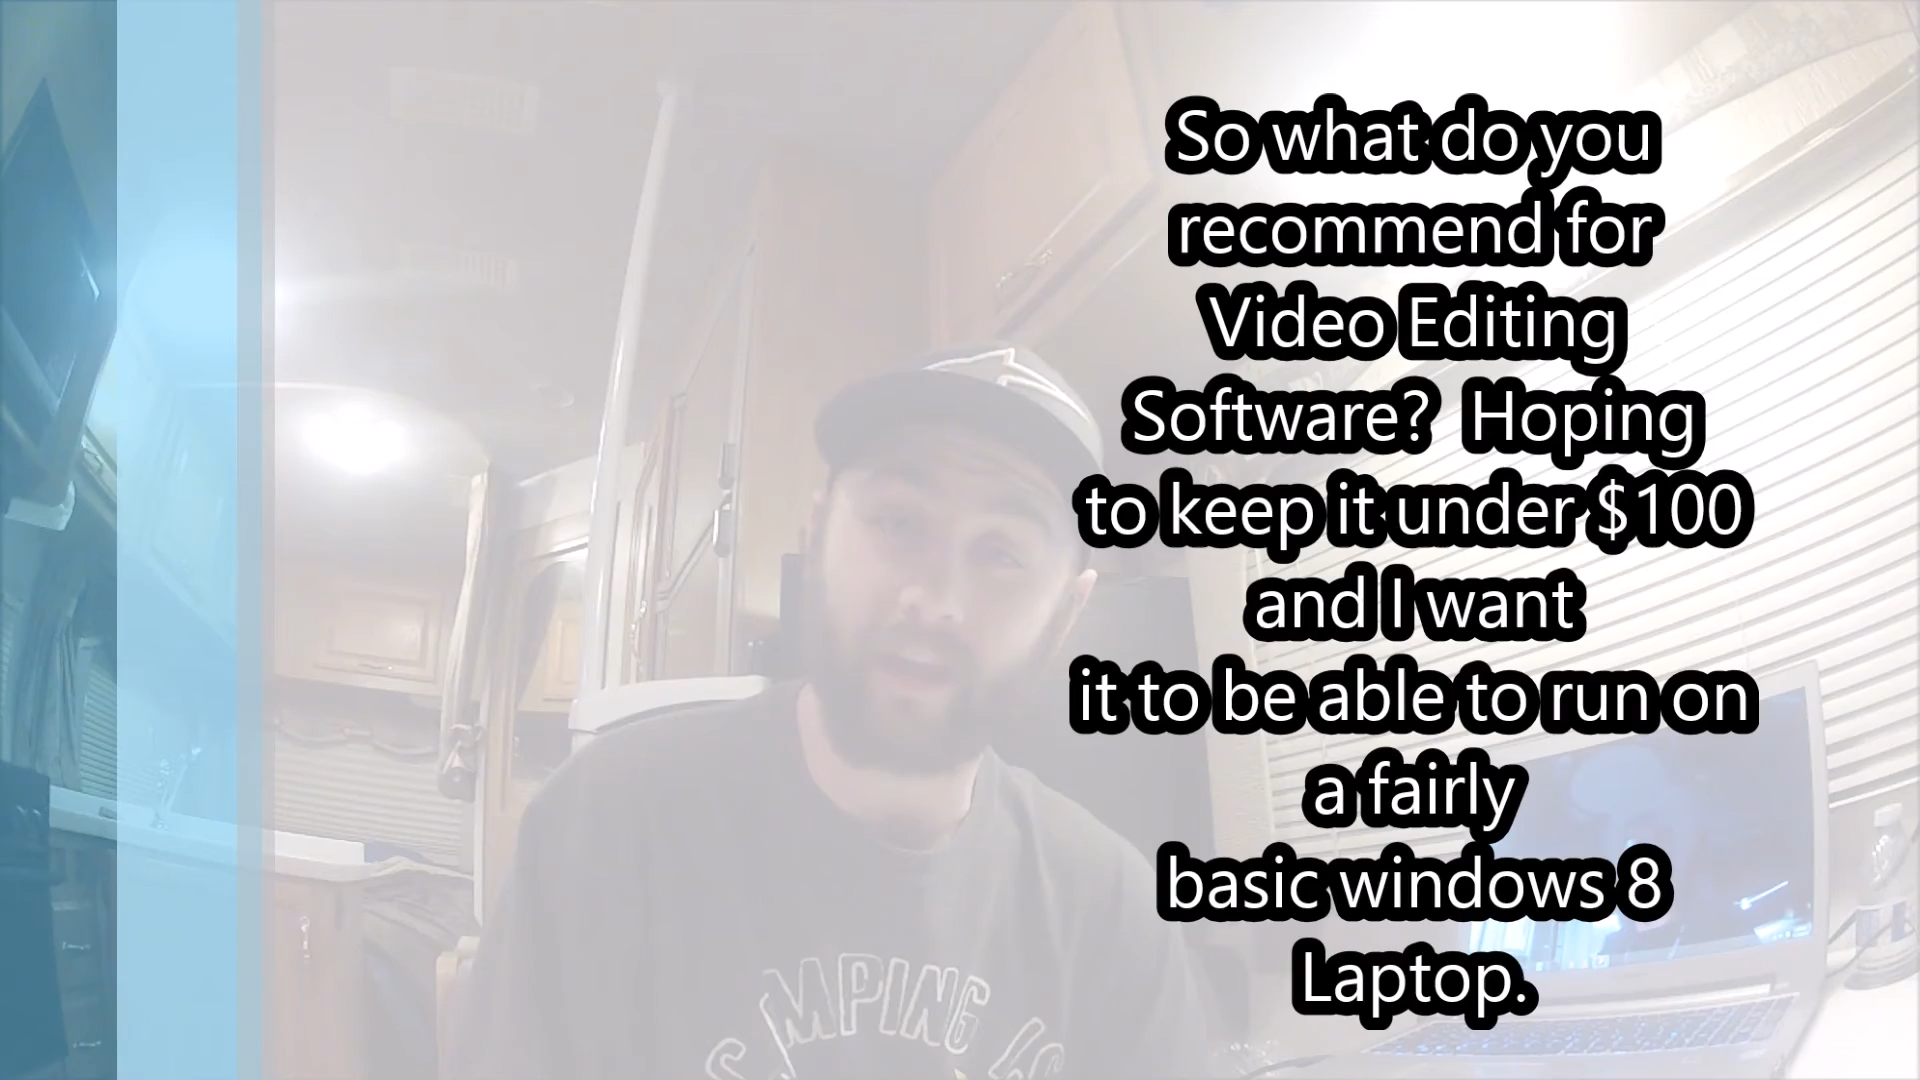 So what do you
recommend for
Video Editing
Software?  Hoping
to keep it under $100
and I want
it to be able to run on
a fairly
basic windows 8
Laptop.
MPING